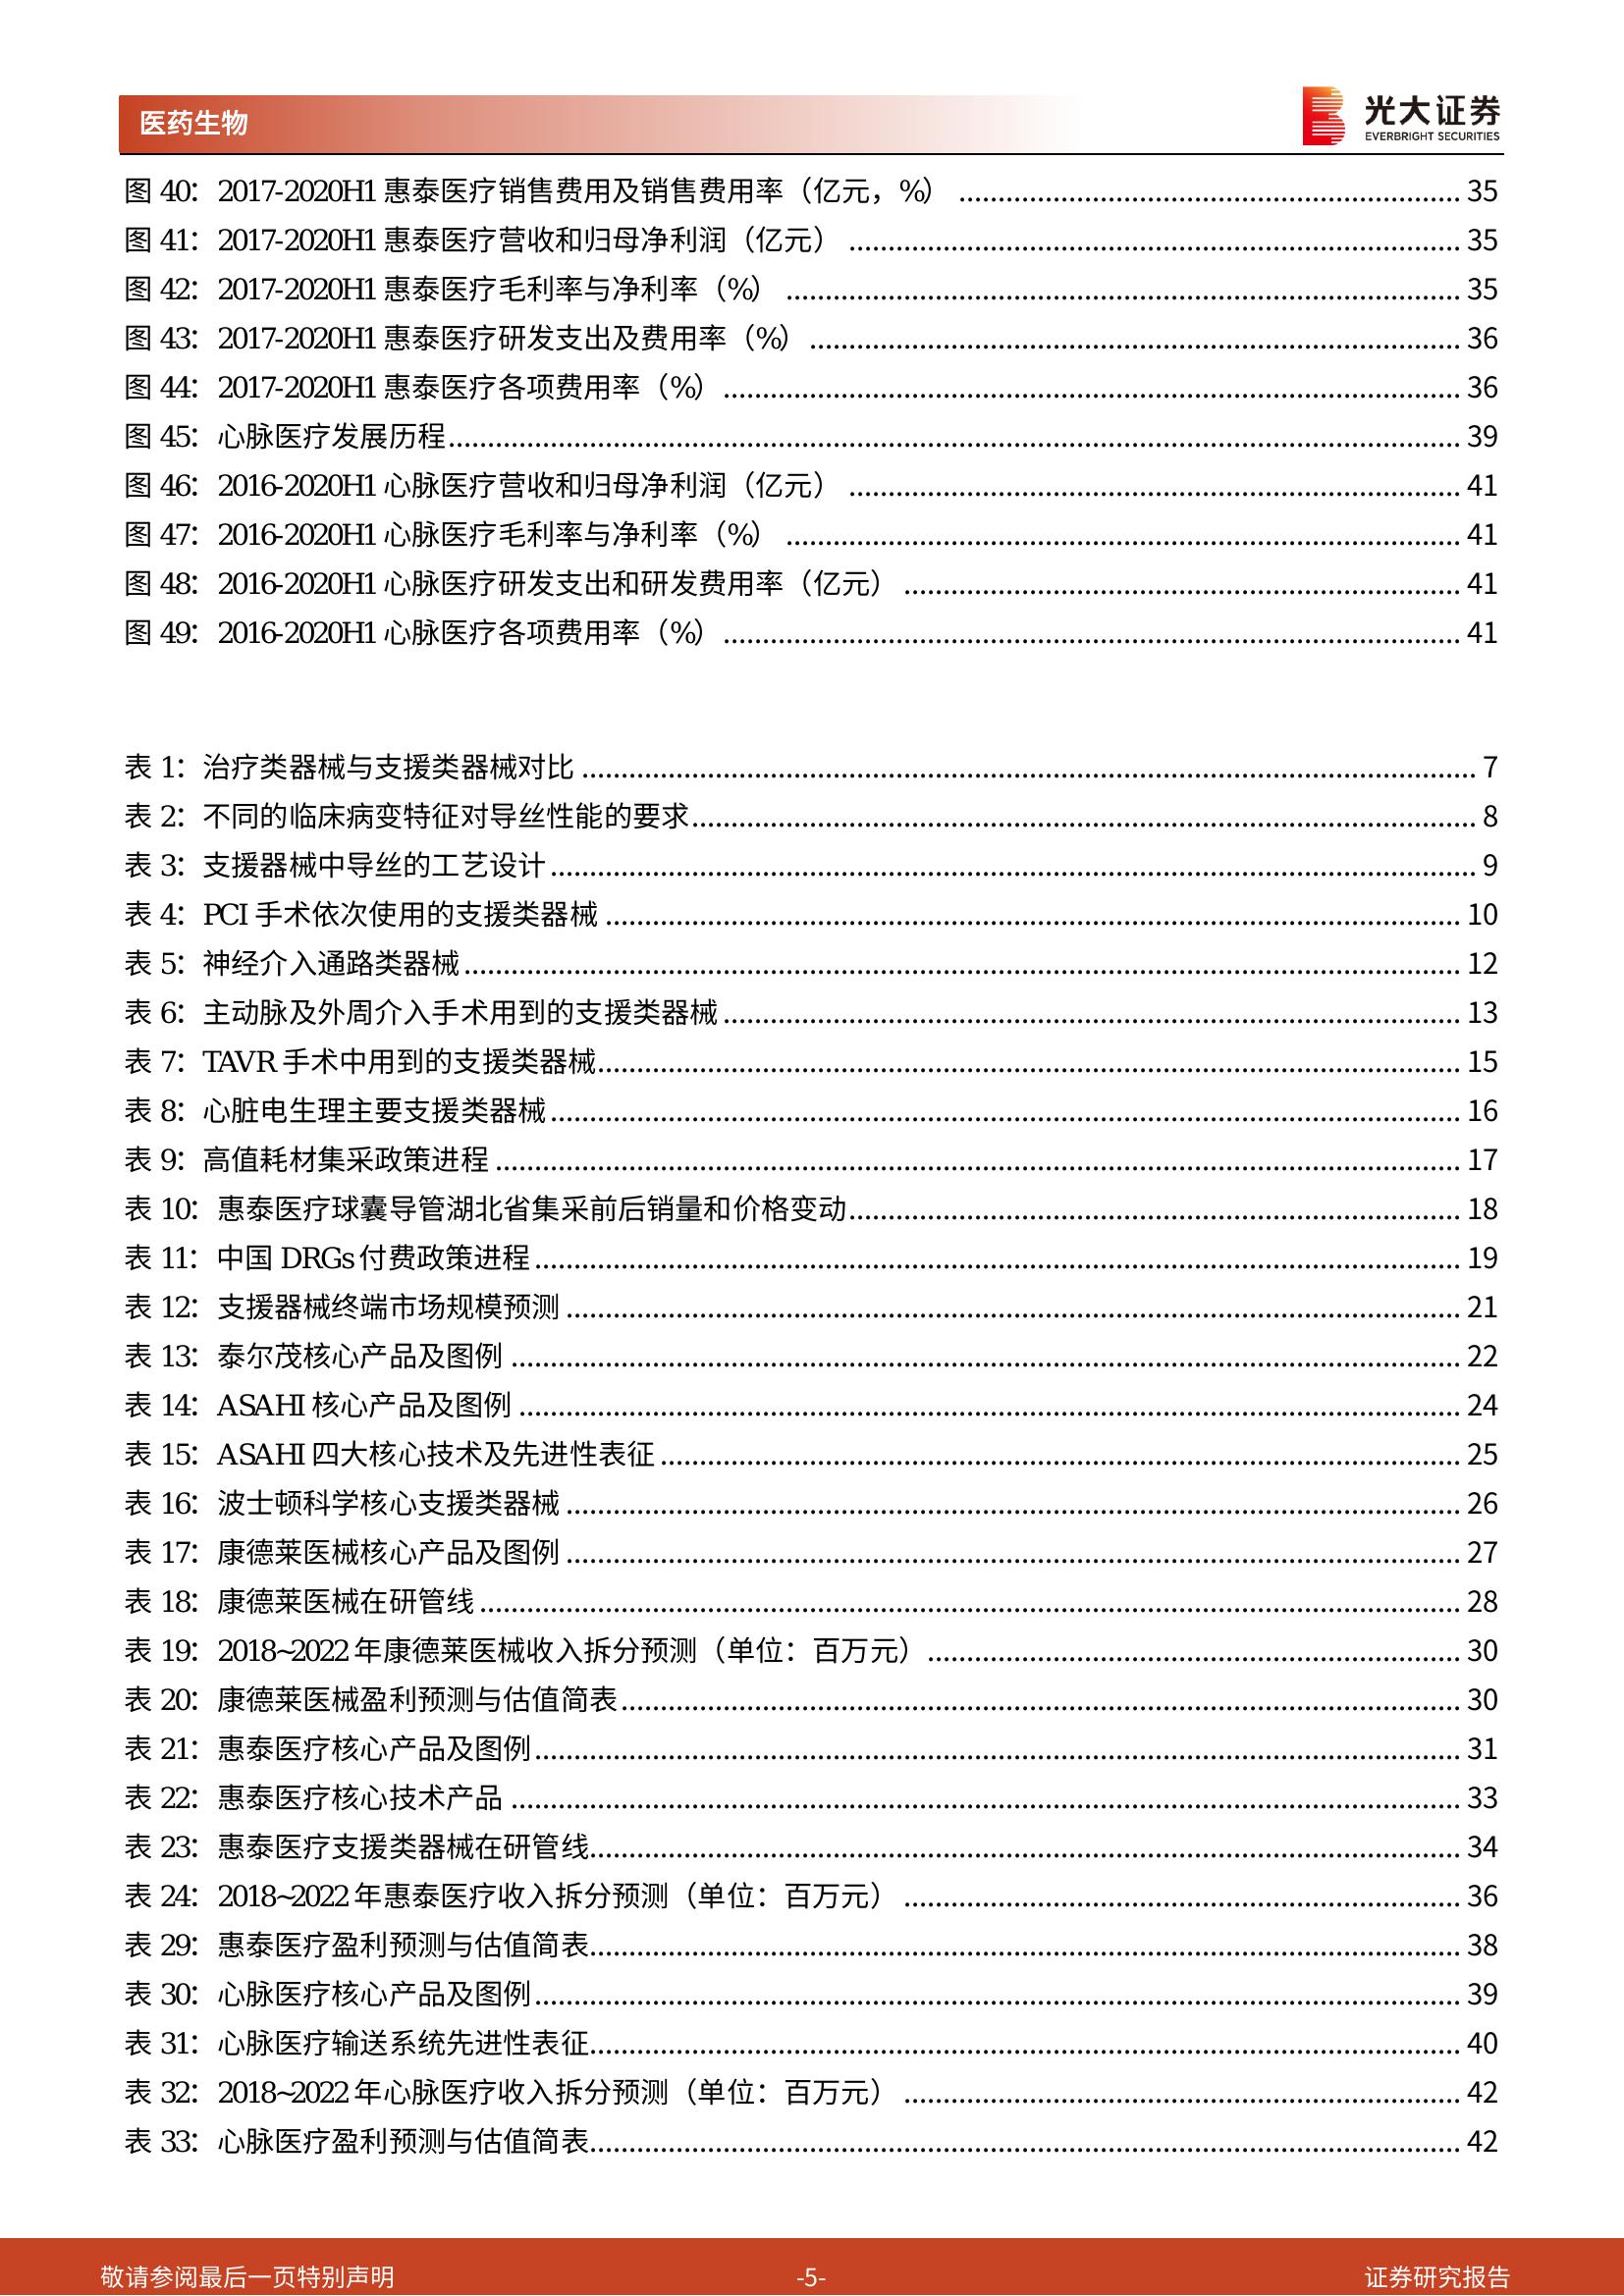 医药生物
光大证券
EVERBRIGHT SECURITIES
图 40：2017-2020H1 惠泰医疗销售费用及销售费用率（亿元，%） ........ 35
图 41：2017-2020H1 惠泰医疗营收和归母净利润（亿元） ........ 35
图 42：2017-2020H1 惠泰医疗毛利率与净利率（%） ........ 35
图 43：2017-2020H1 惠泰医疗研发支出及费用率（%） ........ 36
图 44：2017-2020H1 惠泰医疗各项费用率（%） ........ 36
图 45：心脉医疗发展历程 ........ 39
图 46：2016-2020H1 心脉医疗营收和归母净利润（亿元） ........ 41
图 47：2016-2020H1 心脉医疗毛利率与净利率（%） ........ 41
图 48：2016-2020H1 心脉医疗研发支出和研发费用率（亿元） ........ 41
图 49：2016-2020H1 心脉医疗各项费用率（%） ........ 41
表 1：治疗类器械与支援类器械对比 ........ 7
表 2：不同的临床病变特征对导丝性能的要求 ........ 8
表 3：支援器械中导丝的工艺设计 ........ 9
表 4：PCI 手术依次使用的支援类器械 ........ 10
表 5：神经介入通路类器械 ........ 12
表 6：主动脉及外周介入手术用到的支援类器械 ........ 13
表 7：TAVR 手术中用到的支援类器械 ........ 15
表 8：心脏电生理主要支援类器械 ........ 16
表 9：高值耗材集采政策进程 ........ 17
表 10：惠泰医疗球囊导管湖北省集采前后销量和价格变动 ........ 18
表 11：中国 DRGs 付费政策进程 ........ 19
表 12：支援器械终端市场规模预测 ........ 21
表 13：泰尔茂核心产品及图例 ........ 22
表 14：ASAHI 核心产品及图例 ........ 24
表 15：ASAHI 四大核心技术及先进性表征 ........ 25
表 16：波士顿科学核心支援类器械 ........ 26
表 17：康德莱医械核心产品及图例 ........ 27
表 18：康德莱医械在研管线 ........ 28
表 19：2018~2022 年康德莱医械收入拆分预测（单位：百万元） ........ 30
表 20：康德莱医械盈利预测与估值简表 ........ 30
表 21：惠泰医疗核心产品及图例 ........ 31
表 22：惠泰医疗核心技术产品 ........ 33
表 23：惠泰医疗支援类器械在研管线 ........ 34
表 24：2018~2022 年惠泰医疗收入拆分预测（单位：百万元） ........ 36
表 29：惠泰医疗盈利预测与估值简表 ........ 38
表 30：心脉医疗核心产品及图例 ........ 39
表 31：心脉医疗输送系统先进性表征 ........ 40
表 32：2018~2022 年心脉医疗收入拆分预测（单位：百万元） ........ 42
表 33：心脉医疗盈利预测与估值简表 ........ 42
敬请参阅最后一页特别声明
-5-
证券研究报告